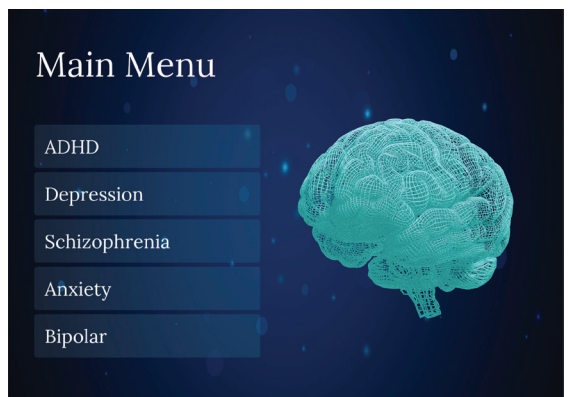 Main Menu
ADHD
Depression
Schizophrenia
Anxiety
Bipolar